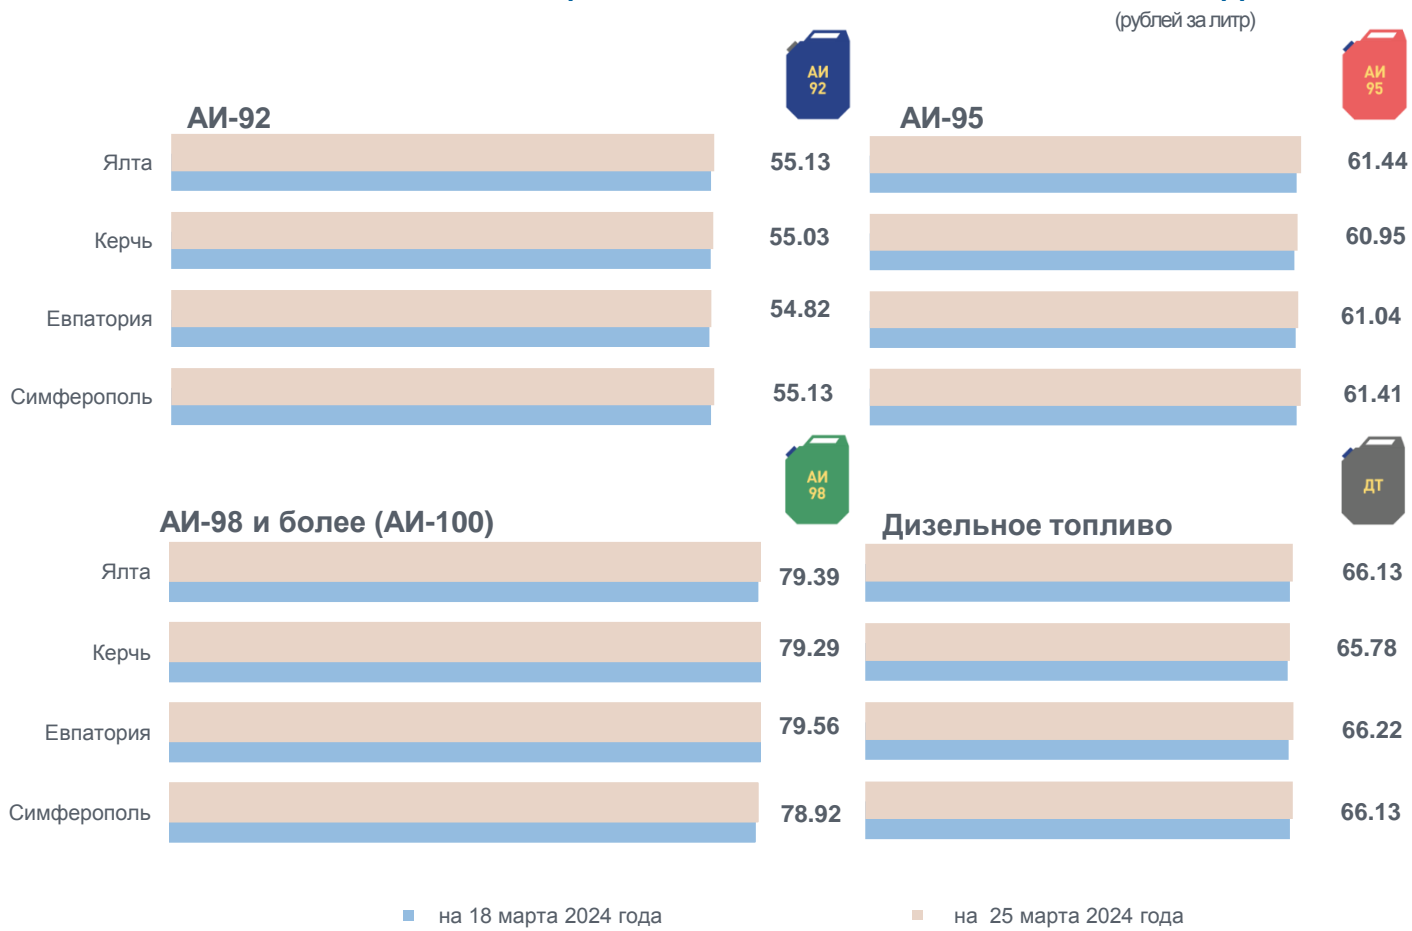 (рублей за литр)
АИ
92
АИ
95
АИ-92
АИ-95
Ялта
55.13
61.44
Керчь
55.03
60.95
Евпатория
54.82
61.04
Симферополь
55.13
61.41
АИ
98
ДТ
АИ-98 и более (АИ-100)
Дизельное топливо
Ялта
79.39
66.13
Керчь
79.29
65.78
Евпатория
79.56
66.22
Симферополь
78.92
66.13
на 18 марта 2024 года
на 25 марта 2024 года